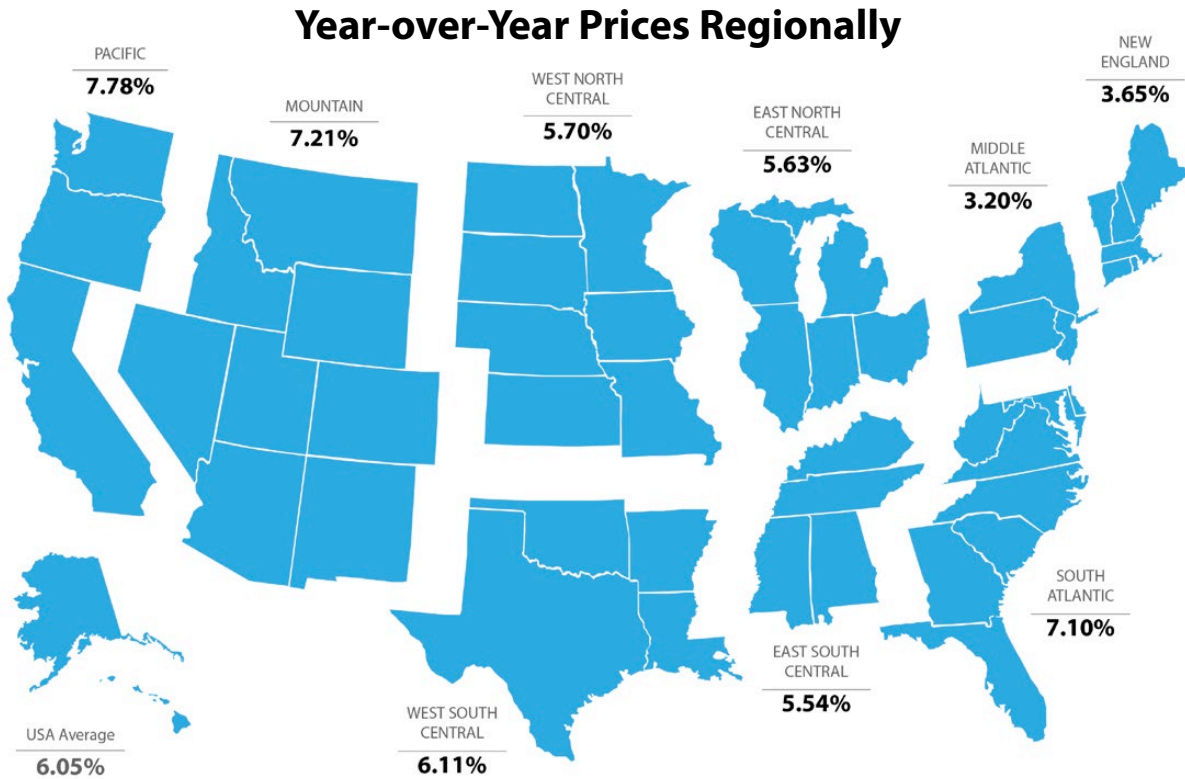 Year-over-Year Prices Regionally
PACIFIC
7.78%
MOUNTAIN
7.21%
WEST NORTH
CENTRAL
5.70%
EAST NORTH
CENTRAL
5.63%
MIDDLE
ATLANTIC
3.20%
NEW
ENGLAND
3.65%
USA Average
6.05%
WEST SOUTH
CENTRAL
6.11%
EAST SOUTH
CENTRAL
5.54%
SOUTH
ATLANTIC
7.10%